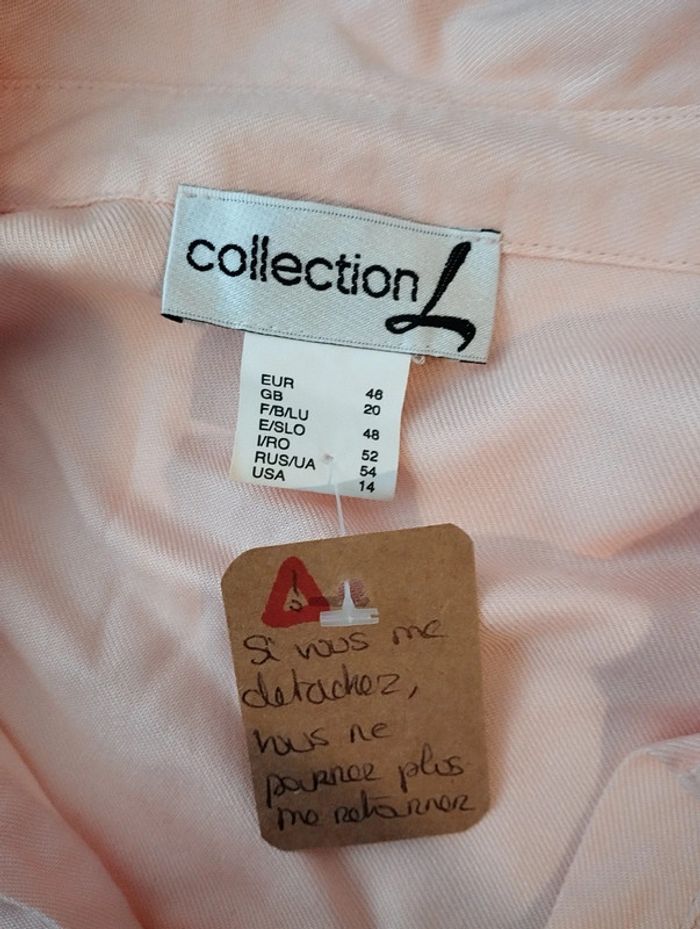 collection L
EUR 46
GB 20
F/B/LU
E/SLO 48
I/RO 52
RUS/UA 54
USA 14
!
Si vous me
detachez,
vous ne
pourrez plus
me retourner